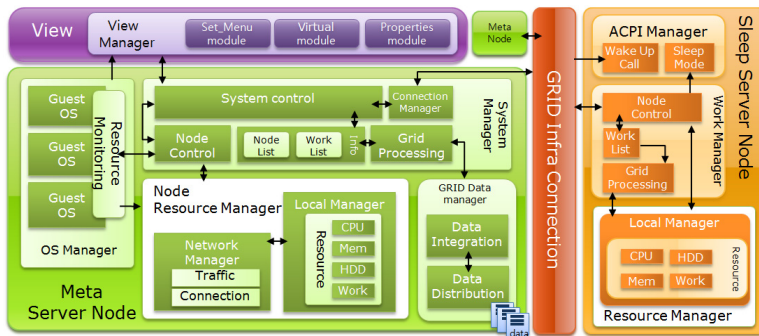 View
View
Manager
Set_Menu
module
Virtual
module
Properties
module
Meta
Node
GRID Infra Connection
Sleep Server Node
ACPI Manager
Wake Up
Call
Sleep
Mode
Work Manager
Node
Control
Work
List
Grid
Processing
Local Manager
CPU
HDD
Mem
Work
Resource
Resource Manager
Guest
OS
Guest
OS
Guest
OS
Resource
Monitoring
OS Manager
System control
Connection
Manager
System
Manager
Node
Control
Node
List
Work
List
Info
Grid
Processing
Node
Resource Manager
Network
Manager
Traffic
Connection
Local Manager
Resource
CPU
Mem
HDD
Work
GRID Data
manager
Data
Integration
Data
Distribution
data
Meta
Server Node